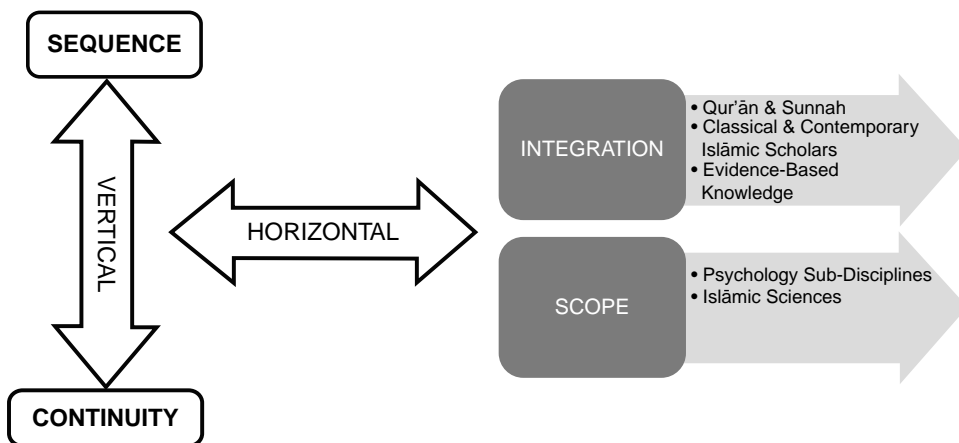 SEQUENCE
VERTICAL
CONTINUITY
HORIZONTAL
INTEGRATION
• Qur'ān & Sunnah
• Classical & Contemporary
Islāmic Scholars
• Evidence-Based
Knowledge
SCOPE
• Psychology Sub-Disciplines
• Islāmic Sciences